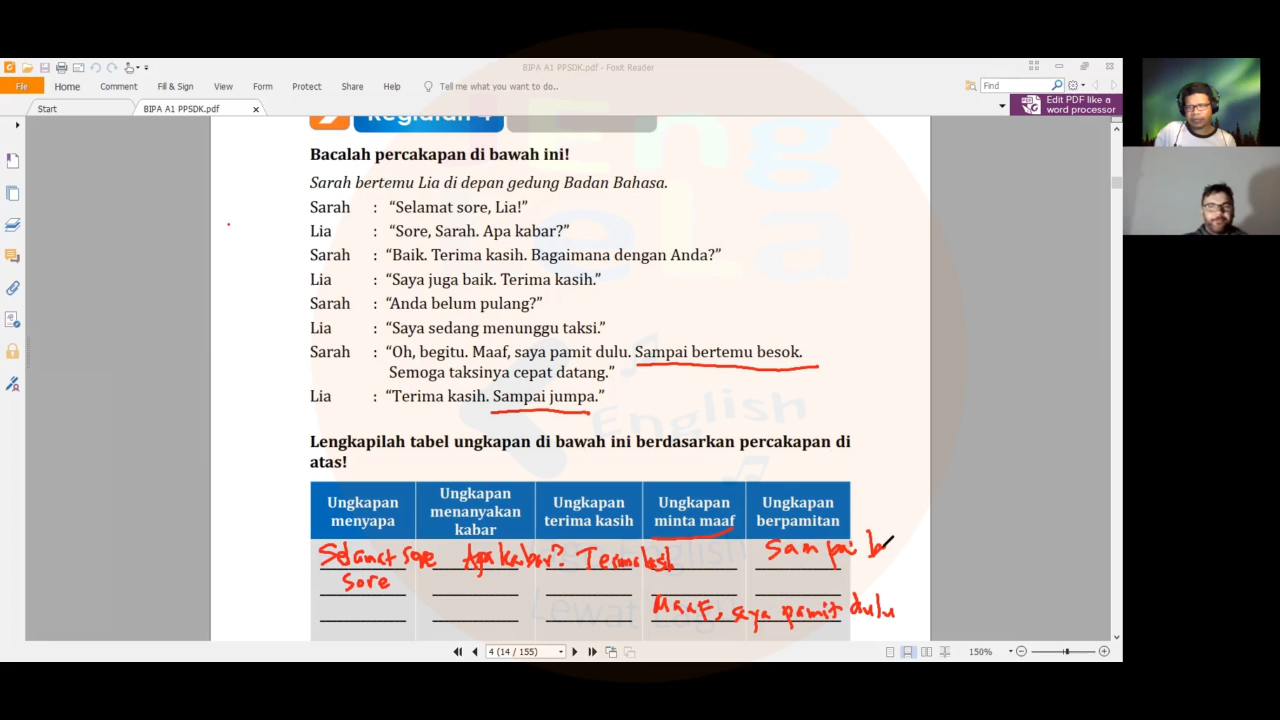 BIPA A1 PPSDK.pdf - Foxit Reader
File Home Comment Fill & Sign View Form Protect Share Help Tell me what you want to do.. Find
Edit PDF like a
word processor
Start BIPA A1 PPSDK.pdf
Kegiatan 4
Bacalah percakapan di bawah ini!
Sarah bertemu Lia di depan gedung Badan Bahasa.
Sarah : “Selamat sore, Lia!”
Lia : “Sore, Sarah. Apa kabar?”
Sarah : “Baik. Terima kasih. Bagaimana dengan Anda?”
Lia : “Saya juga baik. Terima kasih.”
Sarah : “Anda belum pulang?”
Lia : “Saya sedang menunggu taksi.”
Sarah : “Oh, begitu. Maaf, saya pamit dulu. Sampai bertemu besok.
Semoga taksinya cepat datang.”
Lia : “Terima kasih. Sampai jumpa.”
Lengkapilah tabel ungkapan di bawah ini berdasarkan percakapan di
atas!
Ungkapan menyapa
Ungkapan menanyakan kabar
Ungkapan terima kasih
Ungkapan minta maaf
Ungkapan berpamitan
Selamat sore Apa kabar? Terima kasih Sampai b
Sore
Maaf, saya pamit dulu
4 (14 / 155) 150%
Eng
eLa
English
Lewat